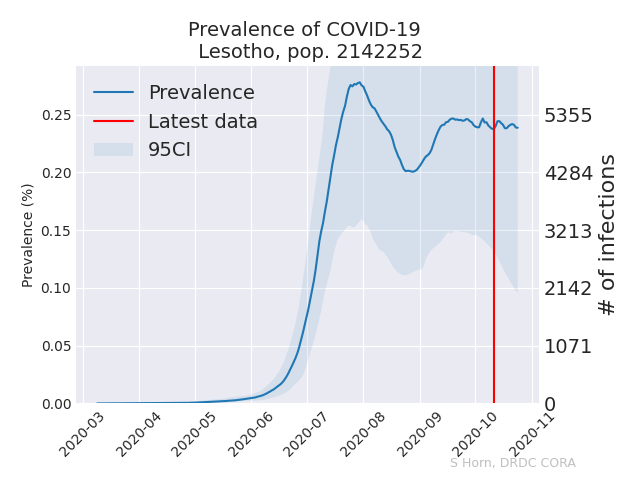 Prevalence of COVID-19
Lesotho, pop. 2142252
Prevalence
Latest data
95CI
Prevalence (%)
0.25
0.20
0.15
0.10
0.05
0.00
5355
4284
3213
2142
1071
0
# of infections
2020-03
2020-04
2020-05
2020-06
2020-07
2020-08
2020-09
2020-10
2020-11
S Horn, DRDC CORA